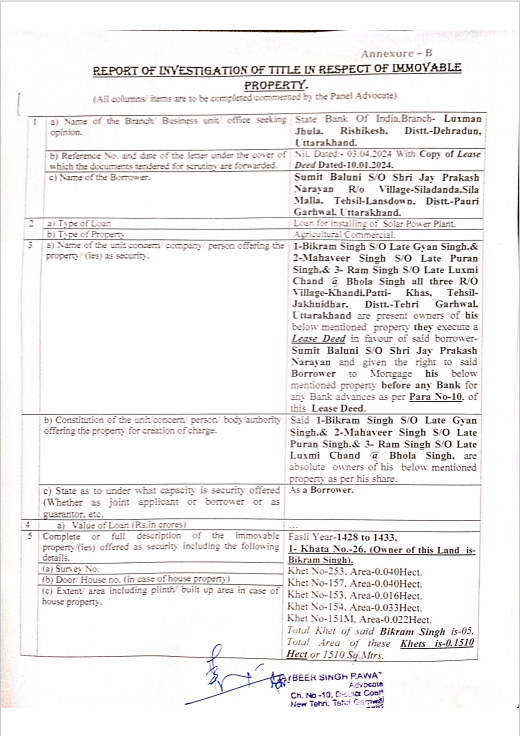 Annexure - B
REPORT OF INVESTIGATION OF TITLE IN RESPECT OF IMMOVABLE
PROPERTY.
(All columns/ items are to be completed/commented by the Panel Advocate)
1
a) Name of the Branch/ Business unit/ office seeking
opinion.
State Bank Of India,Branch- Luxman
Jhula, Rishikesh, Distt.-Dehradun,
Uttarakhand.
b) Reference No. and date of the letter under the cover of
which the documents tendered for scrutiny are forwarded.
Nil. Dated:- 03.04.2024 With Copy of Lease
Deed Dated-10.01.2024.
c) Name of the Borrower.
Sumit Baluni S/O Shri Jay Prakash
Narayan R/o Village-Siladanda,Sila
Malla, Tehsil-Lansdown, Distt-Pauri
Garhwal, Uttarakhand.
2
a) Type of Loan
Loan for installing of Solar Power Plant.
b) Type of Property
Agricultural Commercial.
3
a) Name of the unit/concern/ company/ person offering the
property/ (ies) as security.
1-Bikram Singh S/O Late Gyan Singh,&
2-Mahaveer Singh S/O Late Puran
Singh,& 3- Ram Singh S/O Late Luxmi
Chand @ Bhola Singh all three R/O
Village-Khandi,Patti- Khas, Tehsil-
Jakhnidhar, Distt.-Tehri Garhwal,
Uttarakhand are present owners of his
below mentioned property they execute a
Lease Deed in favour of said borrower-
Sumit Baluni S/O Shri Jay Prakash
Narayan and given the right to said
Borrower to Mortgage his below
mentioned property before any Bank for
any Bank advances as per Para No-10, of
this Lease Deed.
b) Constitution of the unit/concern/ person/ body/authority
offering the property for creation of charge.
Said 1-Bikram Singh S/O Late Gyan
Singh,& 2-Mahaveer Singh S/O Late
Puran Singh,& 3- Ram Singh S/O Late
Luxmi Chand @ Bhola Singh, are
absolute owners of his below mentioned
property as per his share.
c) State as to under what capacity is security offered
(Whether as joint applicant or borrower or as
guarantor, etc.
As a Borrower.
4
a) Value of Loan (Rs.in crores)
...
5
Complete or full description of the immovable
property/(ies) offered as security including the following
details.
(a) Survey No.
(b) Door/ House no. (in case of house property)
(c) Extent/ area including plinth/ built up area in case of
house property.
Fasli Year-1428 to 1433,
1- Khata No.-26, (Owner of this Land is-
Bikram Singh).
Khet No-253, Area-0.040Hect.
Khet No-157, Area-0.040Hect.
Khet No-153, Area-0.016Hect.
Khet No-154, Area-0.033Hect.
Khet No-151M, Area-0.022Hect.
Total Khet of said Bikram Singh is-05,
Total Area of these Khets is-0.1510
Hect.or 1510 Sq.Mtrs.
BEER SINGH RAWAT
Advocate
Ch. No -10, District Court
New Tehri, Tehri Garhwal